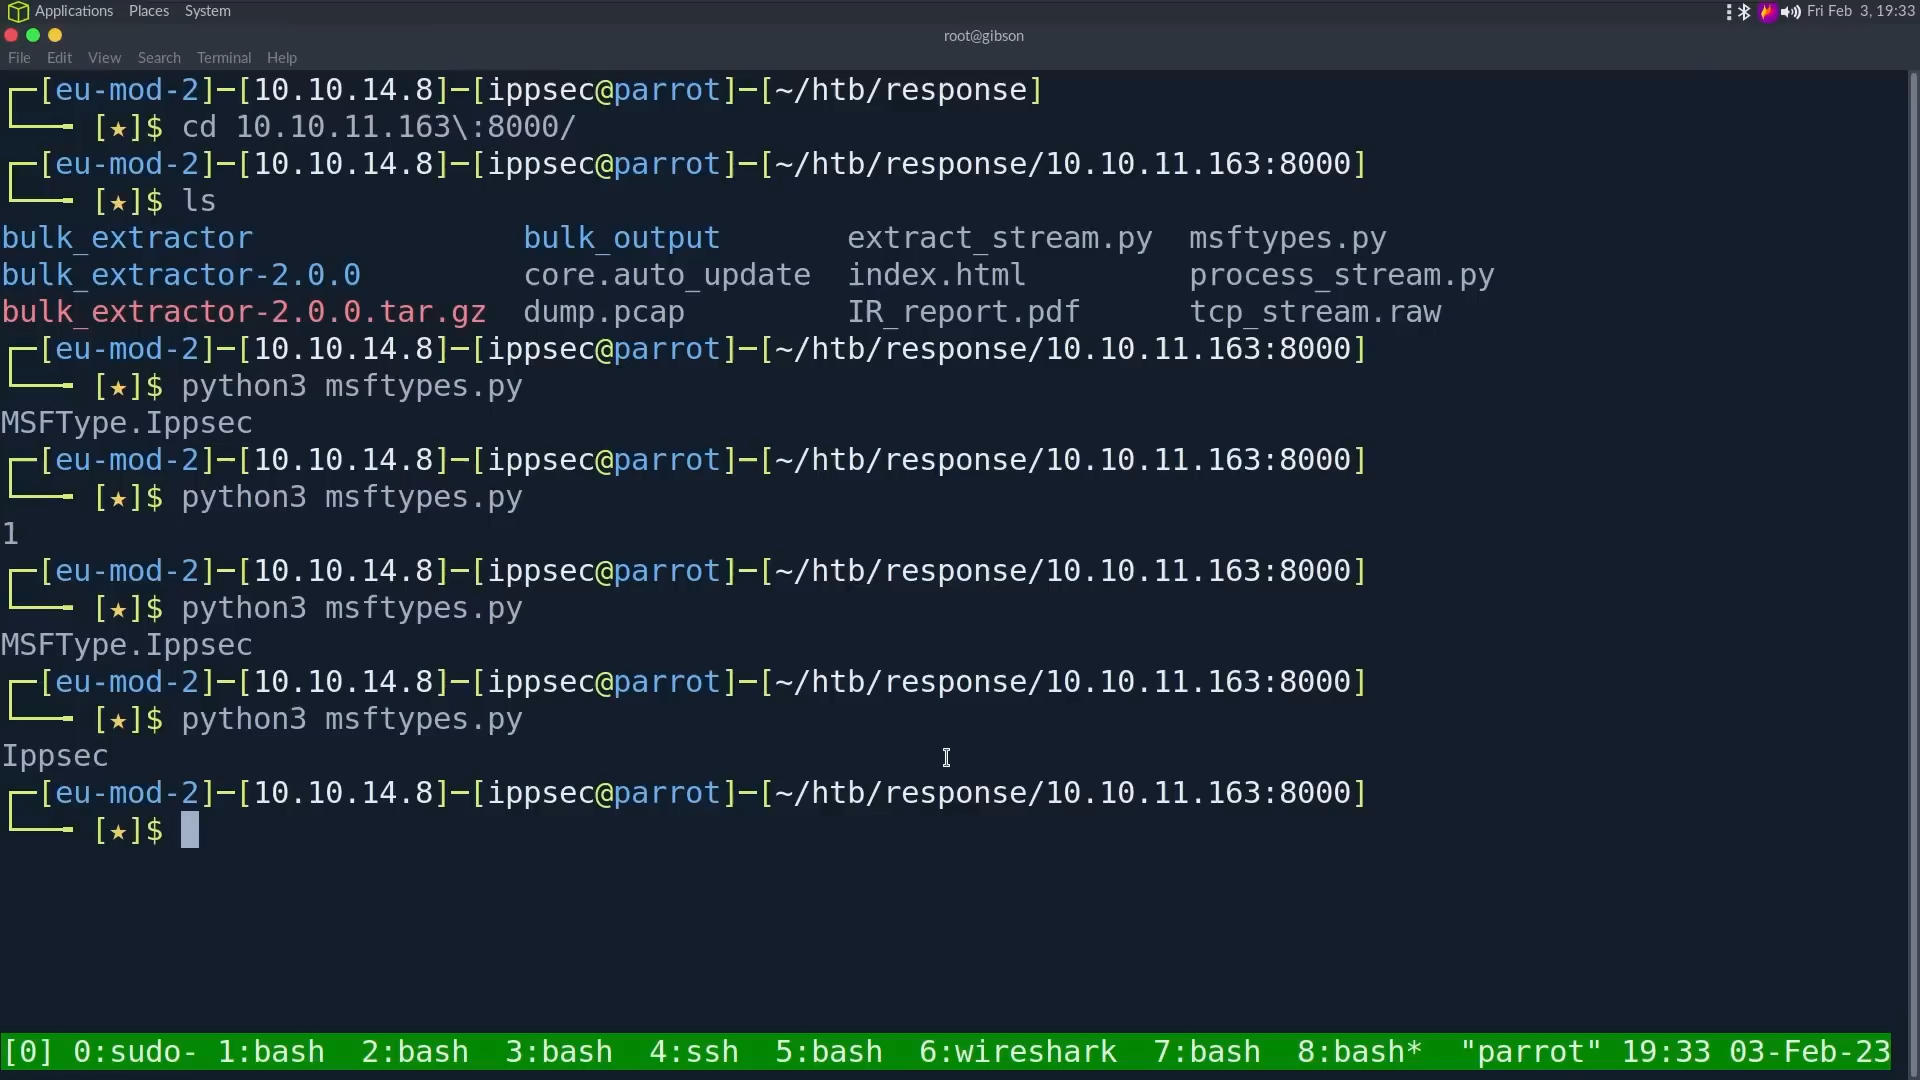 Applications Places System Fri Feb 3, 19:33
root@gibson
File Edit View Search Terminal Help
┌─[eu-mod-2]─[10.10.14.8]─[ippsec@parrot]─[~/htb/response]
└──╼ [★]$ cd 10.10.11.163\:8000/
┌─[eu-mod-2]─[10.10.14.8]─[ippsec@parrot]─[~/htb/response/10.10.11.163:8000]
└──╼ [★]$ ls
bulk_extractor bulk_output extract_stream.py msftypes.py
bulk_extractor-2.0.0 core.auto_update index.html process_stream.py
bulk_extractor-2.0.0.tar.gz dump.pcap IR_report.pdf tcp_stream.raw
┌─[eu-mod-2]─[10.10.14.8]─[ippsec@parrot]─[~/htb/response/10.10.11.163:8000]
└──╼ [★]$ python3 msftypes.py
MSFType.Ippsec
┌─[eu-mod-2]─[10.10.14.8]─[ippsec@parrot]─[~/htb/response/10.10.11.163:8000]
└──╼ [★]$ python3 msftypes.py
1
┌─[eu-mod-2]─[10.10.14.8]─[ippsec@parrot]─[~/htb/response/10.10.11.163:8000]
└──╼ [★]$ python3 msftypes.py
MSFType.Ippsec
┌─[eu-mod-2]─[10.10.14.8]─[ippsec@parrot]─[~/htb/response/10.10.11.163:8000]
└──╼ [★]$ python3 msftypes.py
Ippsec
┌─[eu-mod-2]─[10.10.14.8]─[ippsec@parrot]─[~/htb/response/10.10.11.163:8000]
└──╼ [★]$
[0] 0:sudo- 1:bash 2:bash 3:bash 4:ssh 5:bash 6:wireshark 7:bash 8:bash* "parrot" 19:33 03-Feb-23